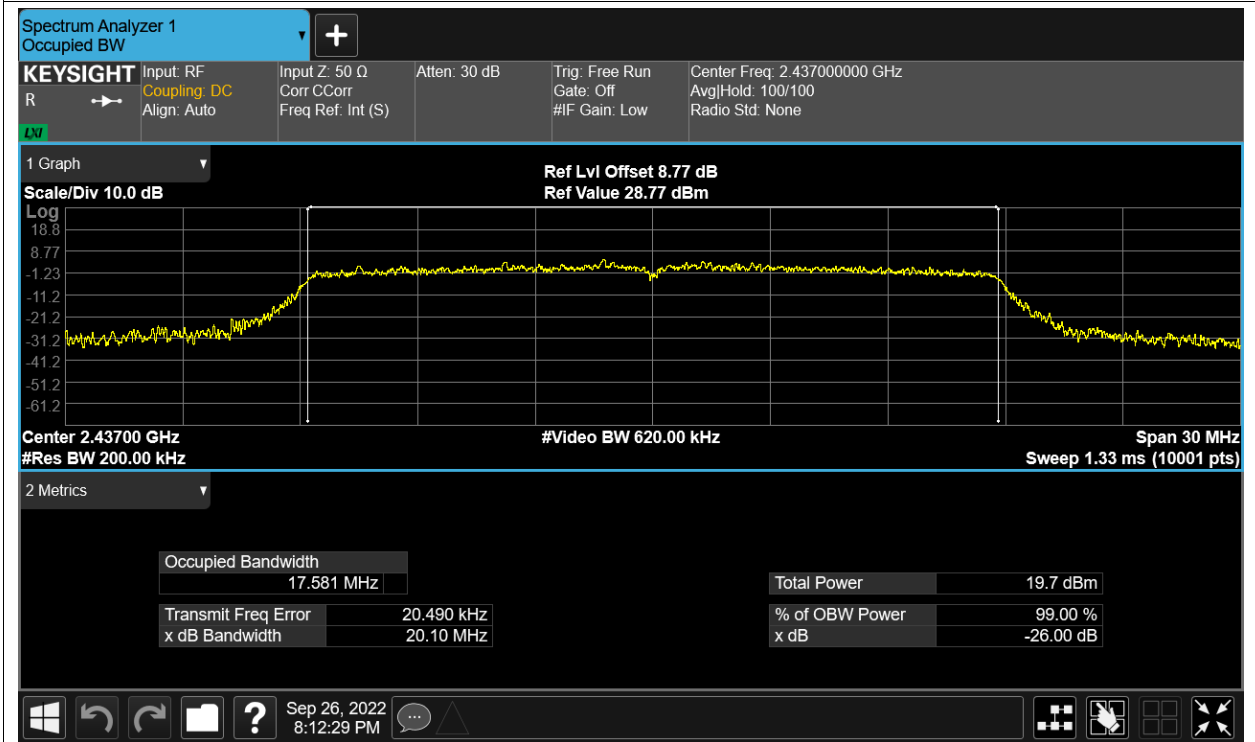 Spectrum Analyzer 1
Occupied BW
KEYSIGHT
R
LXI
Input: RF
Coupling: DC
Align: Auto
Input Z: 50 Ω
Corr CCorr
Freq Ref: Int (S)
Atten: 30 dB
Trig: Free Run
Gate: Off
#IF Gain: Low
Center Freq: 2.437000000 GHz
Avg|Hold: 100/100
Radio Std: None
1 Graph
Scale/Div 10.0 dB
Ref Lvl Offset 8.77 dB
Ref Value 28.77 dBm
Log
18.8
8.77
-1.23
-11.2
-21.2
-31.2
-41.2
-51.2
-61.2
Center 2.43700 GHz
#Res BW 200.00 kHz
#Video BW 620.00 kHz
Span 30 MHz
Sweep 1.33 ms (10001 pts)
2 Metrics
Occupied Bandwidth
17.581 MHz
Transmit Freq Error 20.490 kHz
x dB Bandwidth 20.10 MHz
Total Power 19.7 dBm
% of OBW Power 99.00 %
x dB -26.00 dB
?
Sep 26, 2022
8:12:29 PM